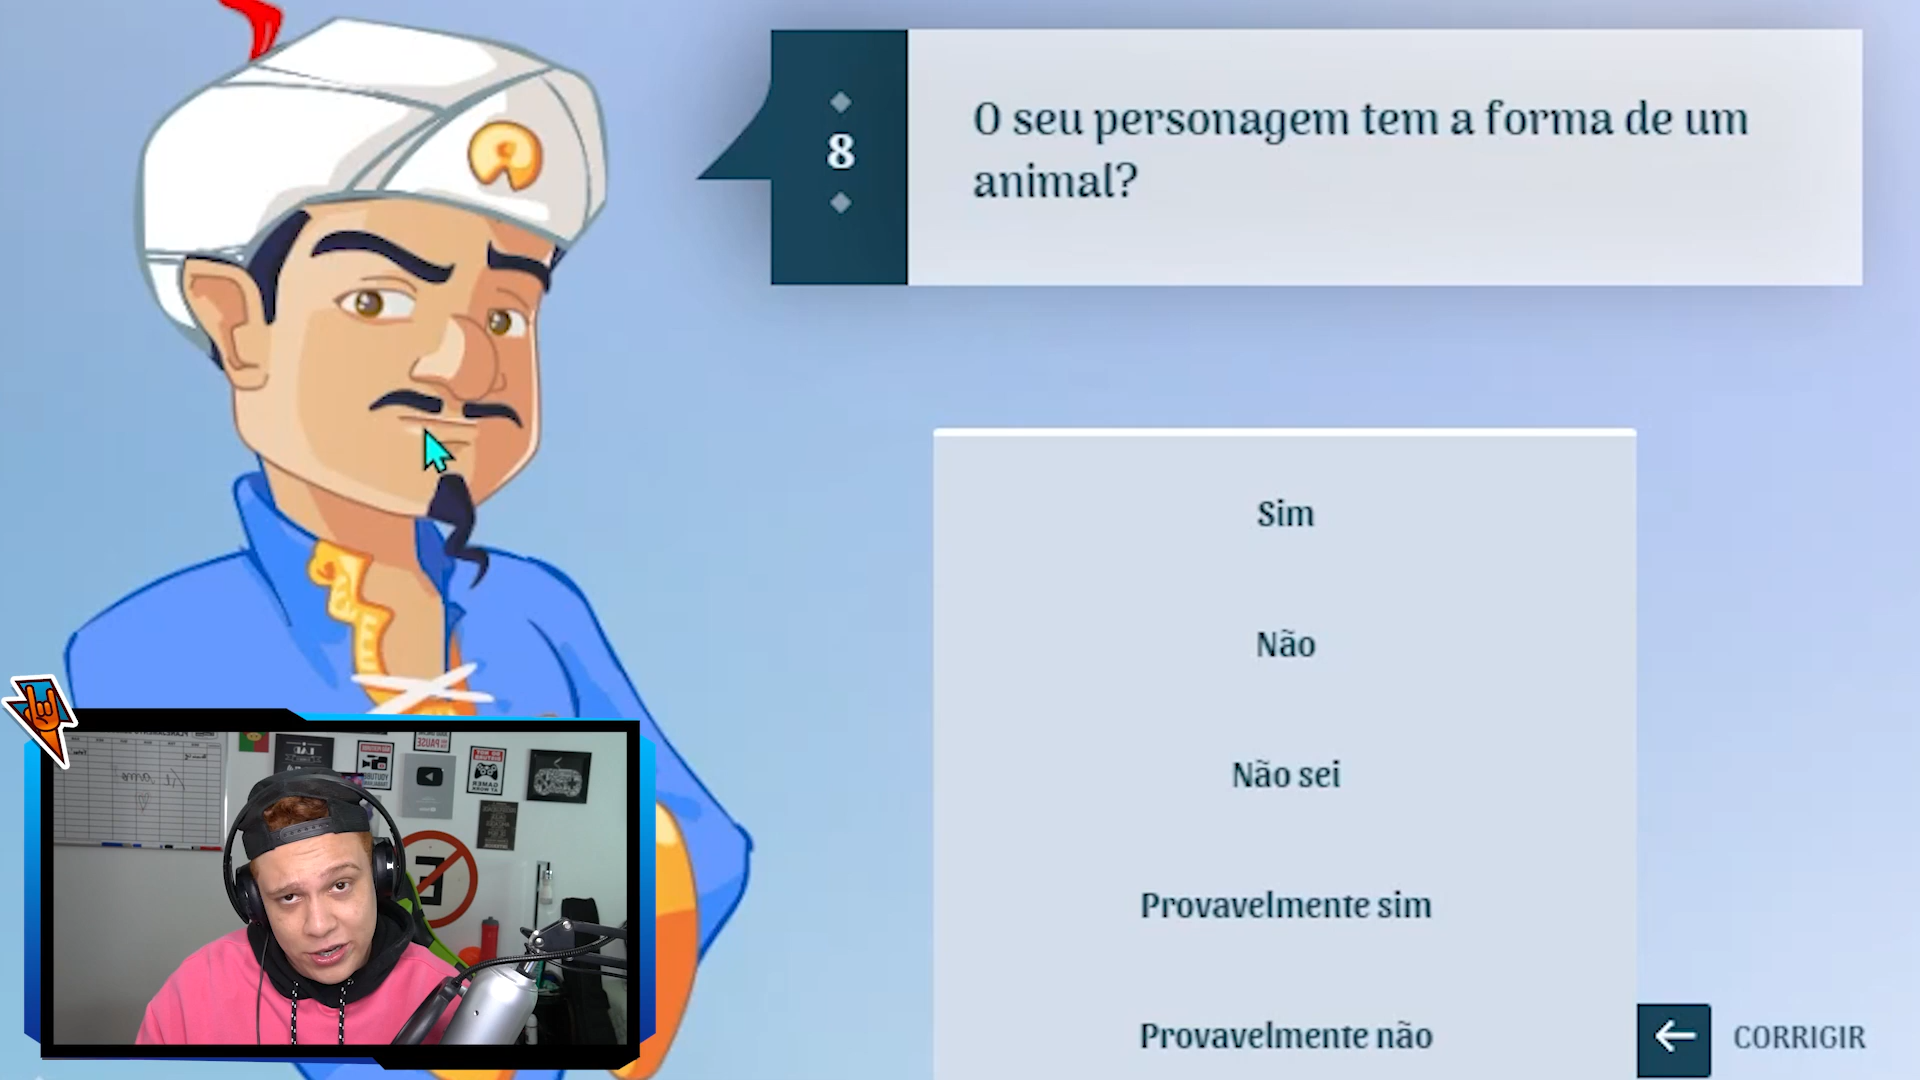 8
O seu personagem tem a forma de um
animal?
Sim
Não
Não sei
Provavelmente sim
Provavelmente não
CORRIGIR